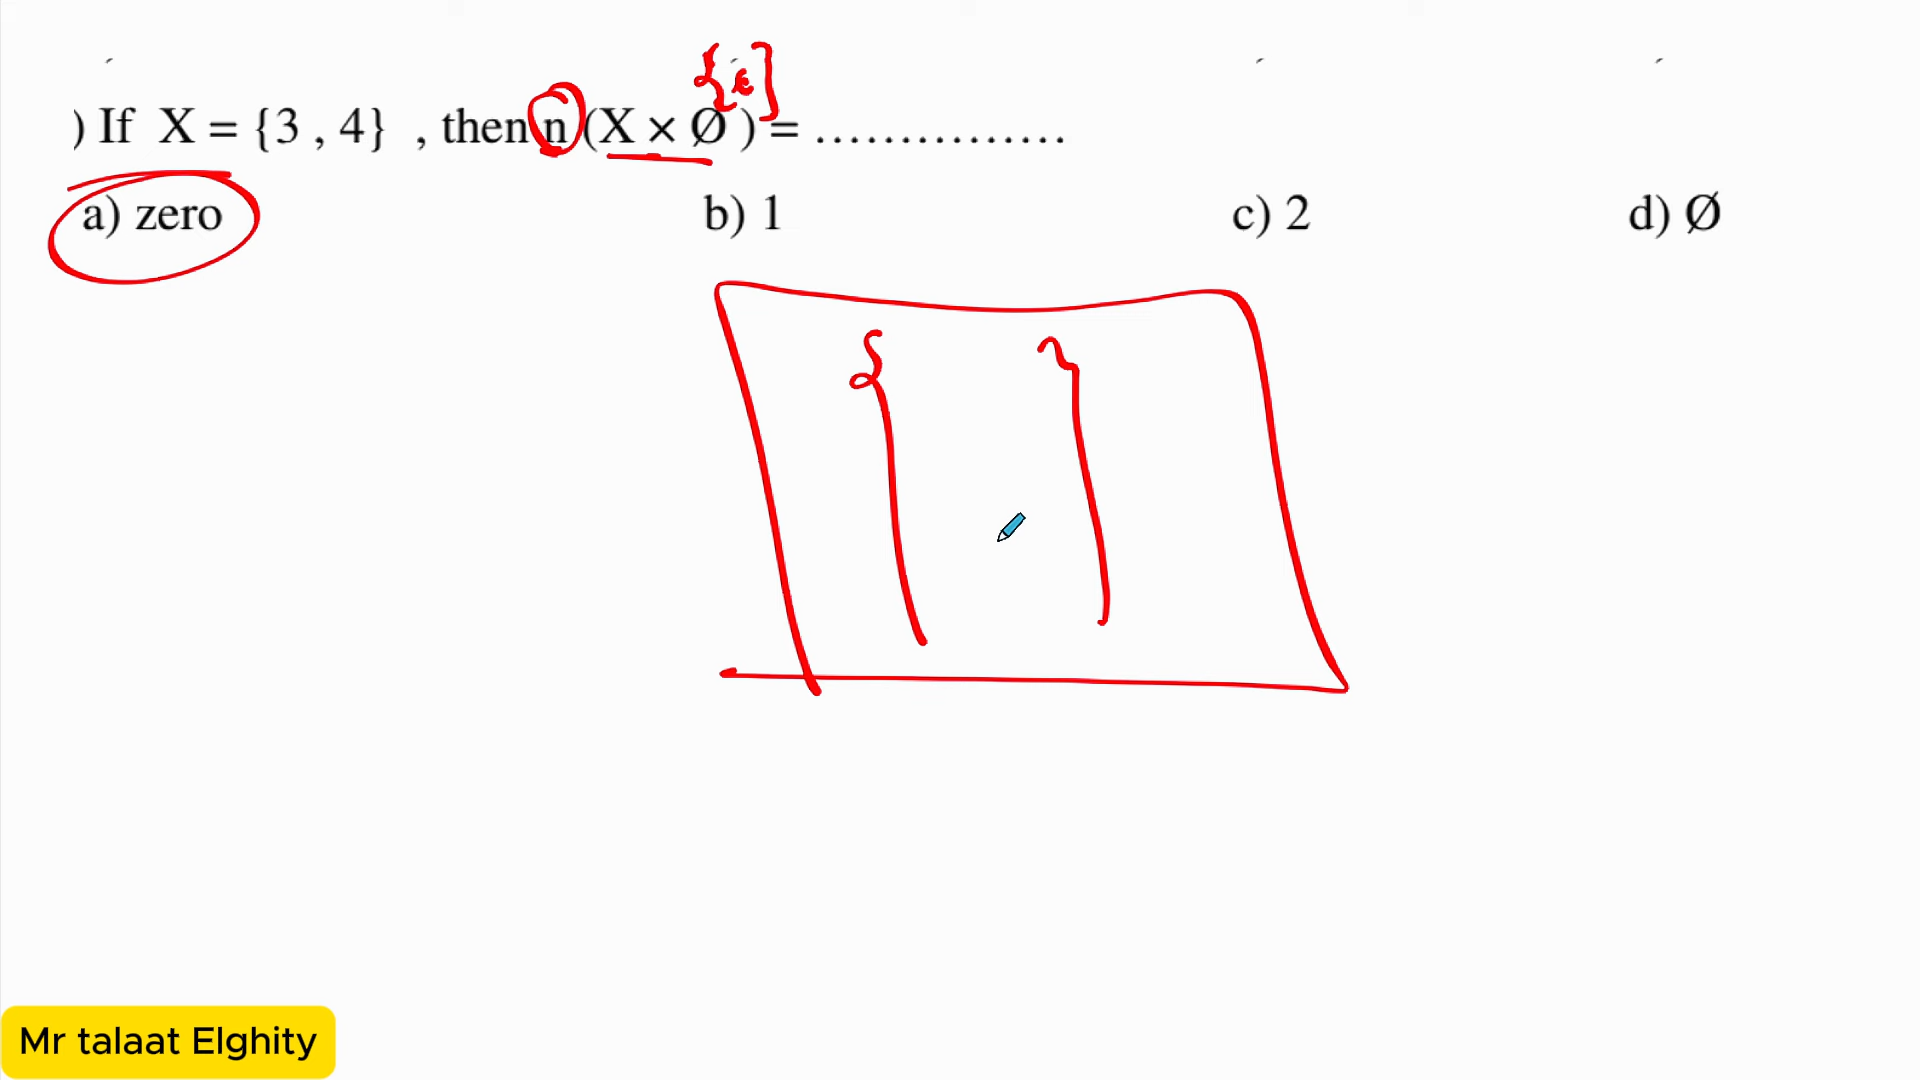 ) If X = {3 , 4} , then n (X × Ø ) = ...............
a) zero b) 1 c) 2 d) Ø
Mr talaat Elghity